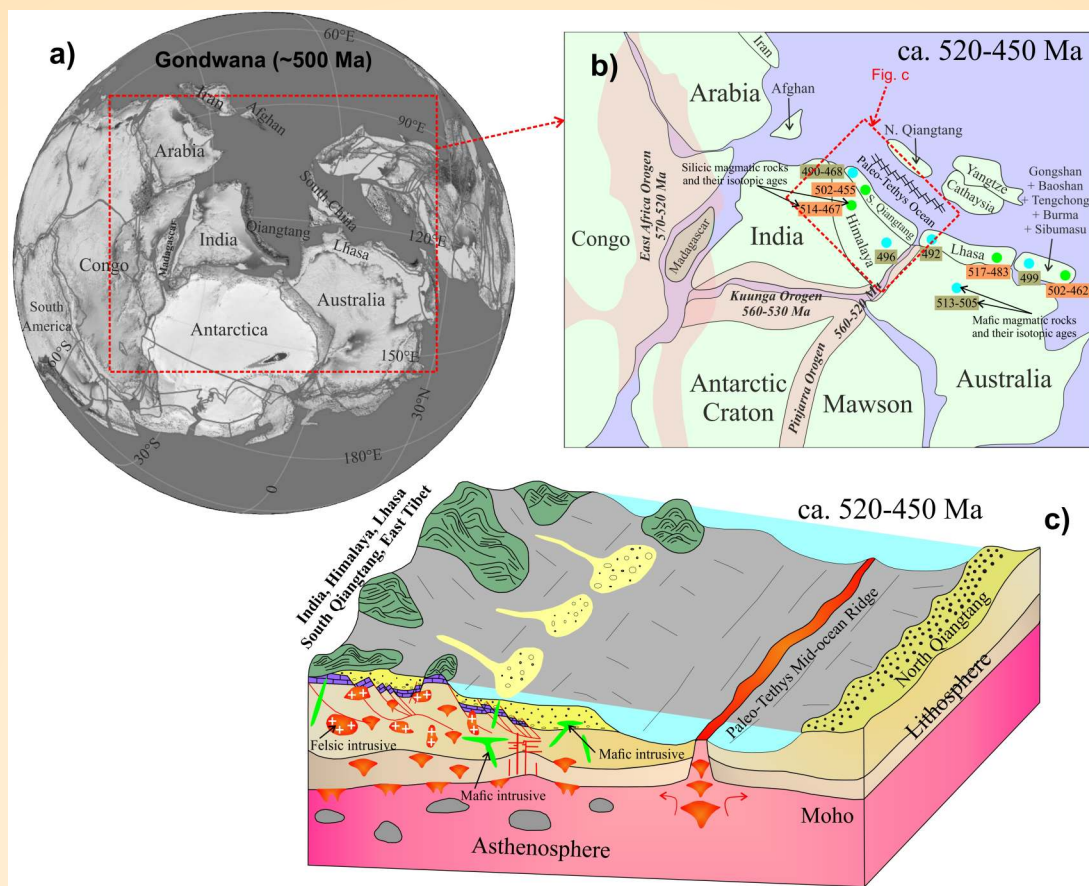 a)
Gondwana (~500 Ma)
60°E
Iran
Afghan
90°E
Arabia
South China
Qiangtang
120°E
Madagascar
India
Lhasa
Congo
Australia
South
America
Antarctica
60°S
150°E
30°N
30°S
180°E
0
b)
ca. 520-450 Ma
Iran
Fig. c
Arabia
Afghan
N. Qiangtang
Paleo-Tethys Ocean
Yangtze
Cathaysia
Gongshan
+ Baoshan
+ Tengchong
+ Burma
+ Sibumasu
Silicic magmatic rocks
and their isotopic ages
490-468
502-455
514-467
S. Qiangtang
Himalaya
East Africa Orogen
570-520 Ma
Congo
Madagascar
India
496
492
Lhasa
517-483
499
502-462
513-505
Mafic magmatic rocks
and their isotopic ages
Kuunga Orogen
560-530 Ma
560-520 Ma
Pinjarra Orogen
Antarctic
Craton
Mawson
Australia
ca. 520-450 Ma
c)
India, Himalaya, Lhasa
South Qiangtang, East Tibet
Paleo-Tethys Mid-ocean Ridge
North Qiangtang
Lithosphere
Felsic intrusive
Mafic intrusive
Mafic intrusive
Moho
Asthenosphere